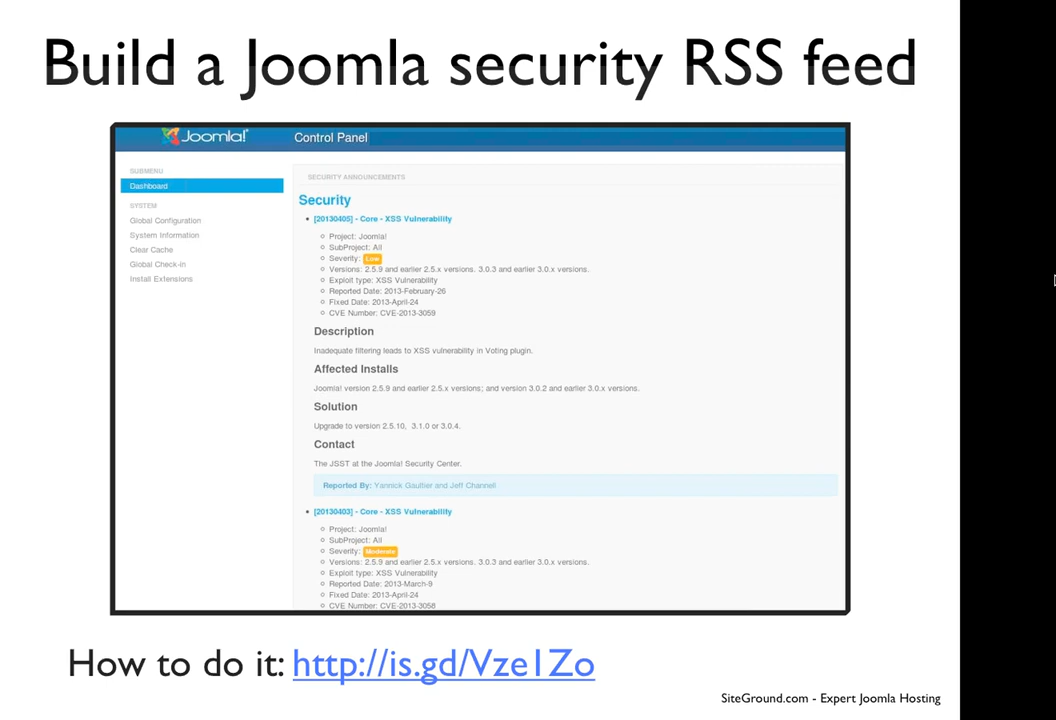 Build a Joomla security RSS feed
Joomla!
Control Panel
SUBMENU
Dashboard
SYSTEM
Global Configuration
System Information
Clear Cache
Global Check-in
Install Extensions
SECURITY ANNOUNCEMENTS
Security
[20130405] - Core - XSS Vulnerability
Project: Joomla!
SubProject: All
Severity: Low
Versions: 2.5.9 and earlier 2.5.x versions. 3.0.3 and earlier 3.0.x versions.
Exploit type: XSS Vulnerability
Reported Date: 2013-February-26
Fixed Date: 2013-April-24
CVE Number: CVE-2013-3059
Description
Inadequate filtering leads to XSS vulnerability in Voting plugin.
Affected Installs
Joomla! version 2.5.9 and earlier 2.5.x versions; and version 3.0.2 and earlier 3.0.x versions.
Solution
Upgrade to version 2.5.10, 3.1.0 or 3.0.4.
Contact
The JSST at the Joomla! Security Center.
Reported By: Yannick Gaultier and Jeff Channell
[20130403] - Core - XSS Vulnerability
Project: Joomla!
SubProject: All
Severity: Moderate
Versions: 2.5.9 and earlier 2.5.x versions. 3.0.3 and earlier 3.0.x versions.
Exploit type: XSS Vulnerability
Reported Date: 2013-March-9
Fixed Date: 2013-April-24
CVE Number: CVE-2013-3058
How to do it: http://is.gd/Vze1Zo
SiteGround.com - Expert Joomla Hosting